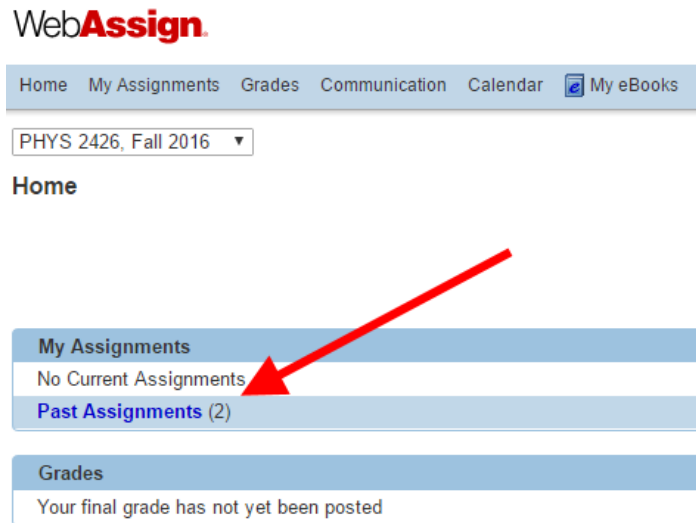 WebAssign.
Home My Assignments Grades Communication Calendar My eBooks
PHYS 2426, Fall 2016
Home
My Assignments
No Current Assignments
Past Assignments (2)
Grades
Your final grade has not yet been posted